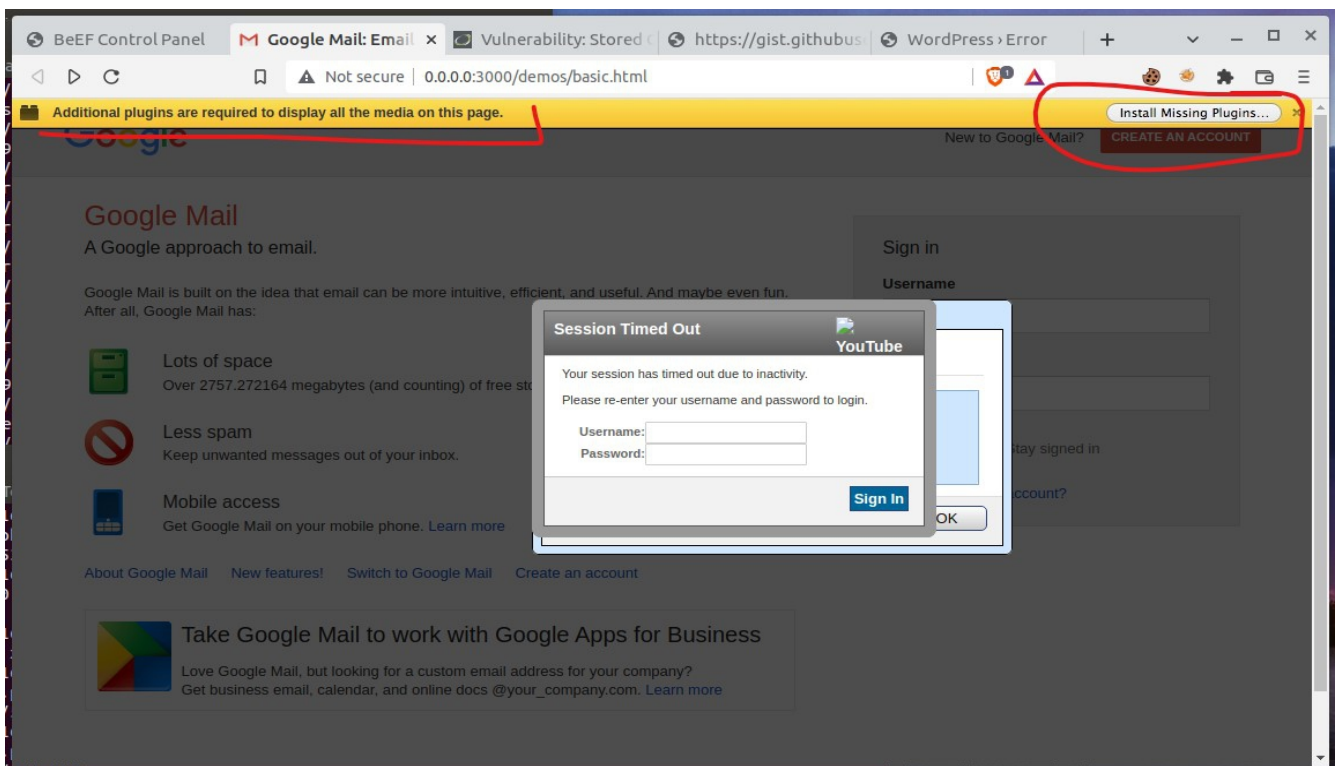 BeEF Control Panel
Google Mail: Email
Vulnerability: Stored
https://gist.githubus
WordPress › Error
Not secure
0.0.0.0:3000/demos/basic.html
Additional plugins are required to display all the media on this page.
Install Missing Plugins...
Google
New to Google Mail?
CREATE AN ACCOUNT
Google Mail
A Google approach to email.
Google Mail is built on the idea that email can be more intuitive, efficient, and useful. And maybe even fun.
After all, Google Mail has:
Lots of space
Over 2757.272164 megabytes (and counting) of free
Less spam
Keep unwanted messages out of your inbox.
Mobile access
Get Google Mail on your mobile phone. Learn more
About Google Mail New features! Switch to Google Mail Create an account
Take Google Mail to work with Google Apps for Business
Love Google Mail, but looking for a custom email address for your company?
Get business email, calendar, and online docs @your_company.com. Learn more
Session Timed Out
YouTube
Your session has timed out due to inactivity.
Please re-enter your username and password to login.
Username:
Password:
Sign In
OK
Sign in
Username
Stay signed in
account?